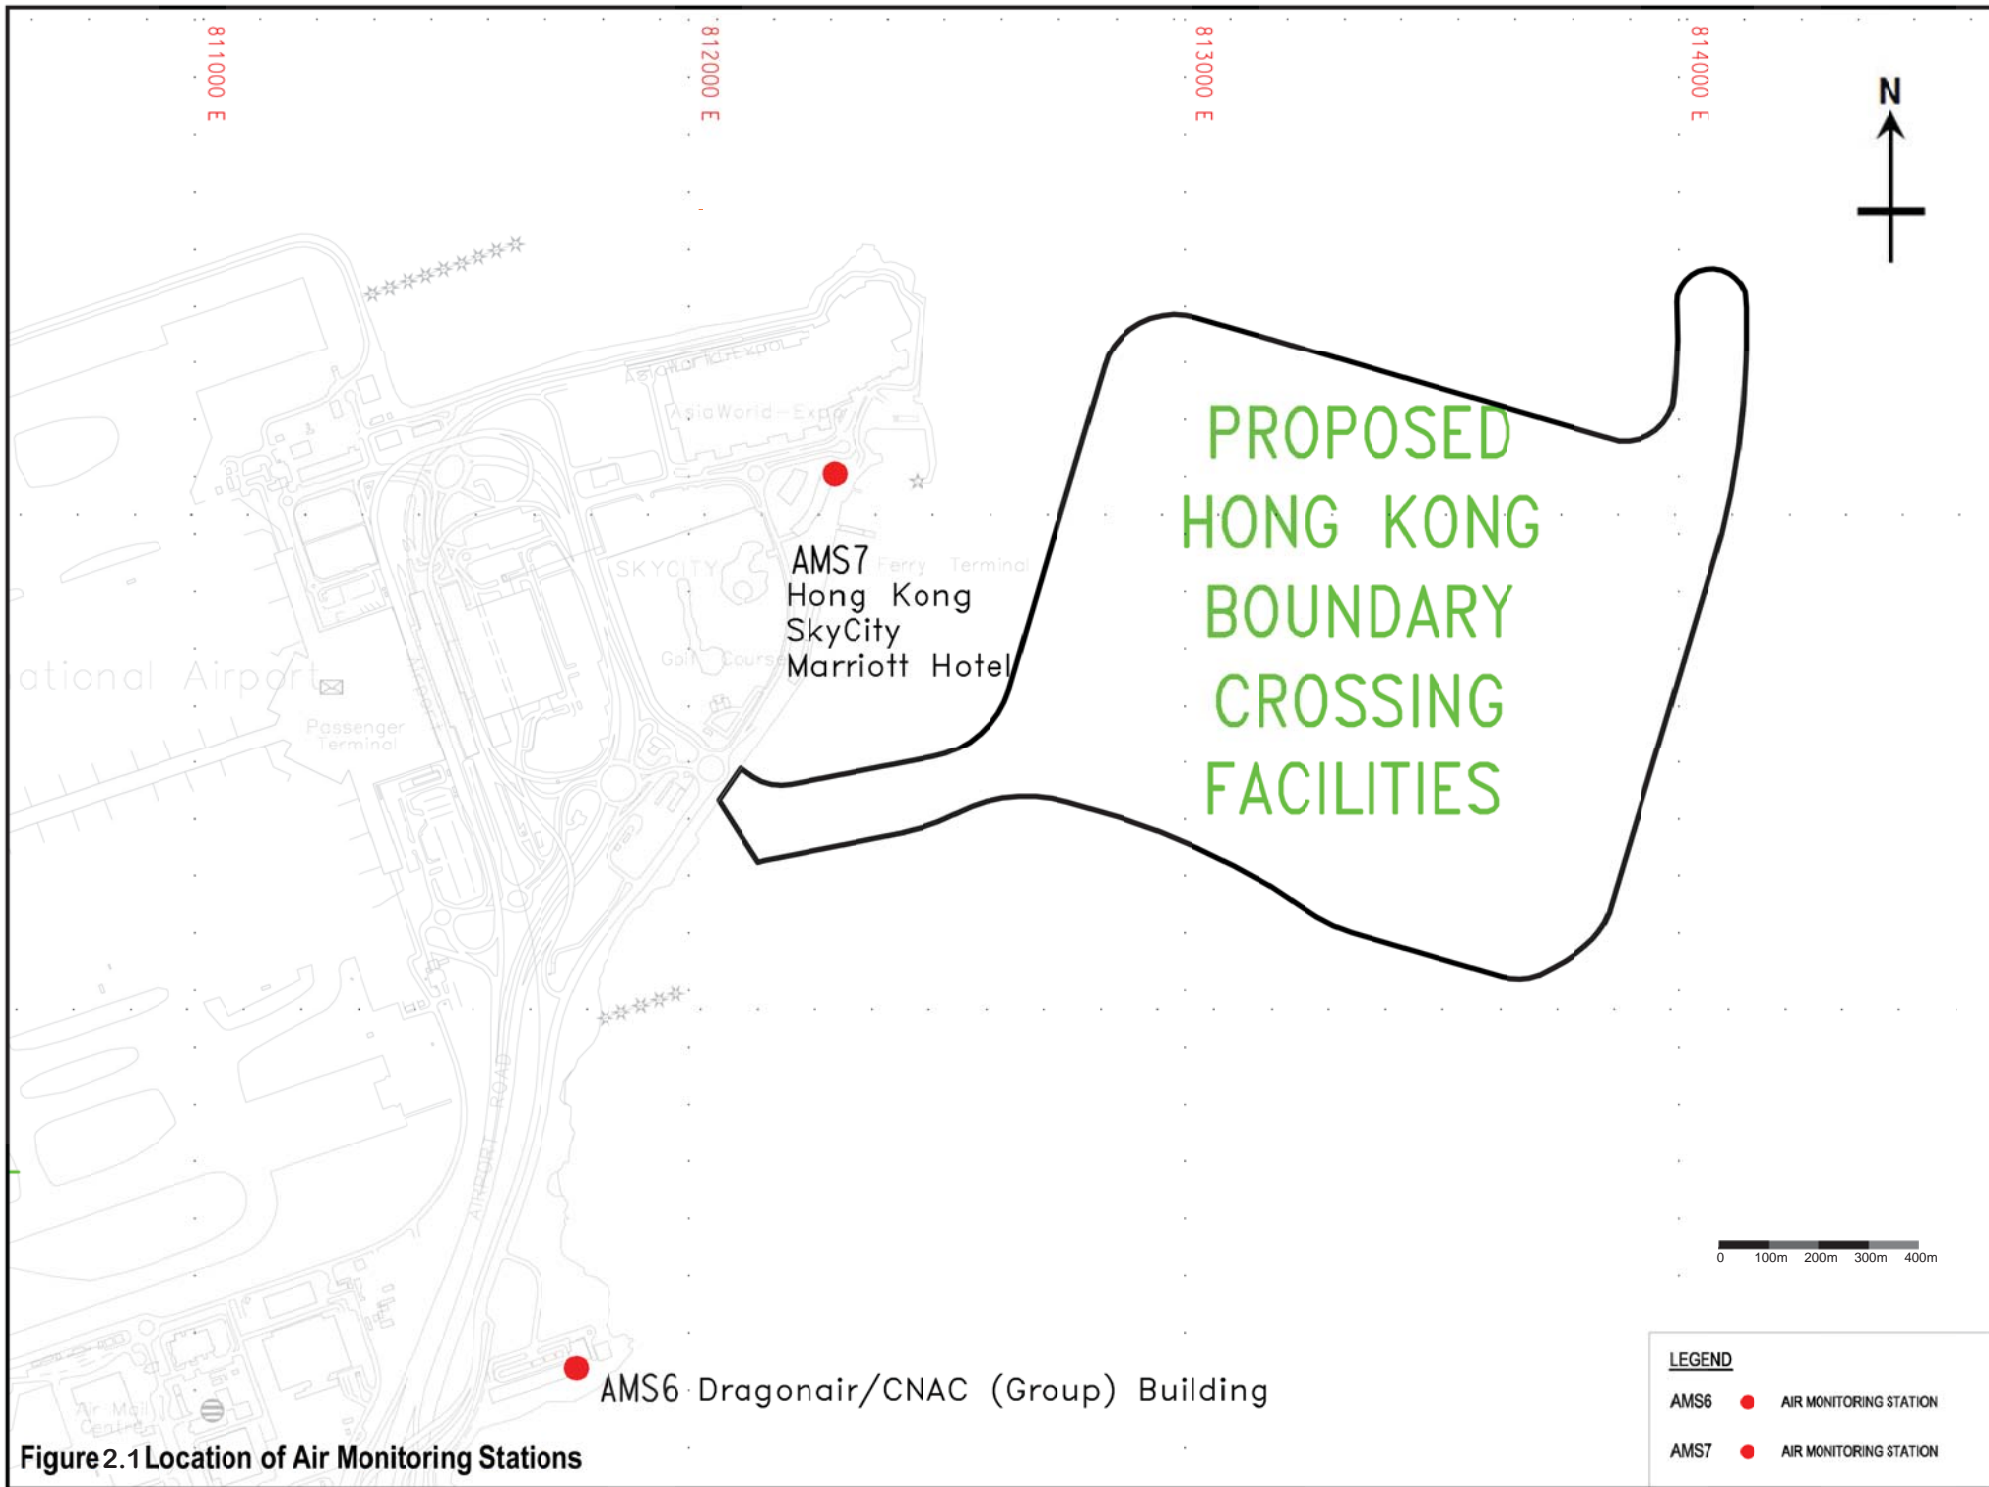 811000 E
812000 E
813000 E
814000 E
N
AsiaWorld-Expo
AsiaWorld-Expo
PROPOSED
HONG KONG
BOUNDARY
CROSSING
FACILITIES
SKYCITY
Ferry Terminal
Golf Course
AMS7
Hong Kong
SkyCity
Marriott Hotel
ational Airport
Passenger
Terminal
AIRPORT ROAD
0 100m 200m 300m 400m
AMS6 Dragonair/CNAC (Group) Building
Air Mail
Centre
LEGEND
AMS6 AIR MONITORING STATION
AMS7 AIR MONITORING STATION
Figure 2.1 Location of Air Monitoring Stations